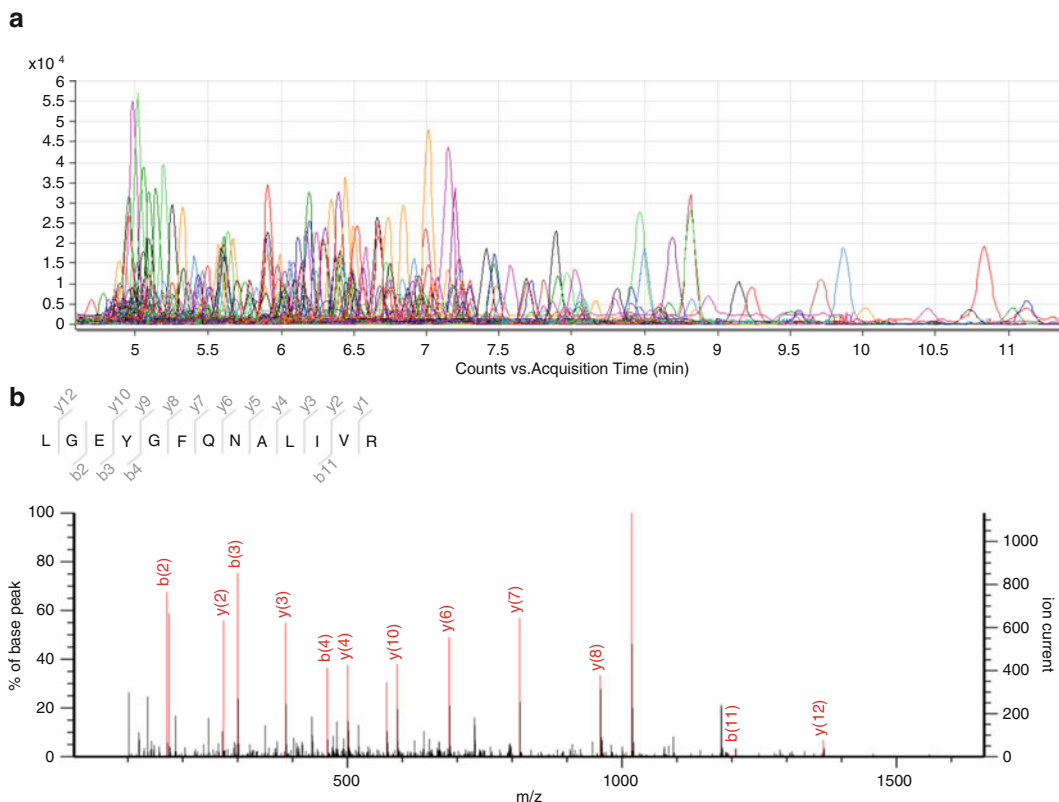 a
x10 4
6
5.5
5
4.5
4
3.5
3
2.5
2
1.5
1
0.5
0
5 5.5 6 6.5 7 7.5 8 8.5 9 9.5 10 10.5 11
Counts vs.Acquisition Time (min)
b
y12 y10 y9 y8 y7 y6 y5 y4 y3 y2 y1
L G E Y G F Q N A L I V R
b2 b3 b4 b11
100
80
60
40
20
0
% of base peak
b(2) y(2) b(3) y(3) b(4) y(4) y(10) y(6) y(7) y(8) b(11) y(12)
1000
800
600
400
200
0
ion current
500 1000 1500
m/z